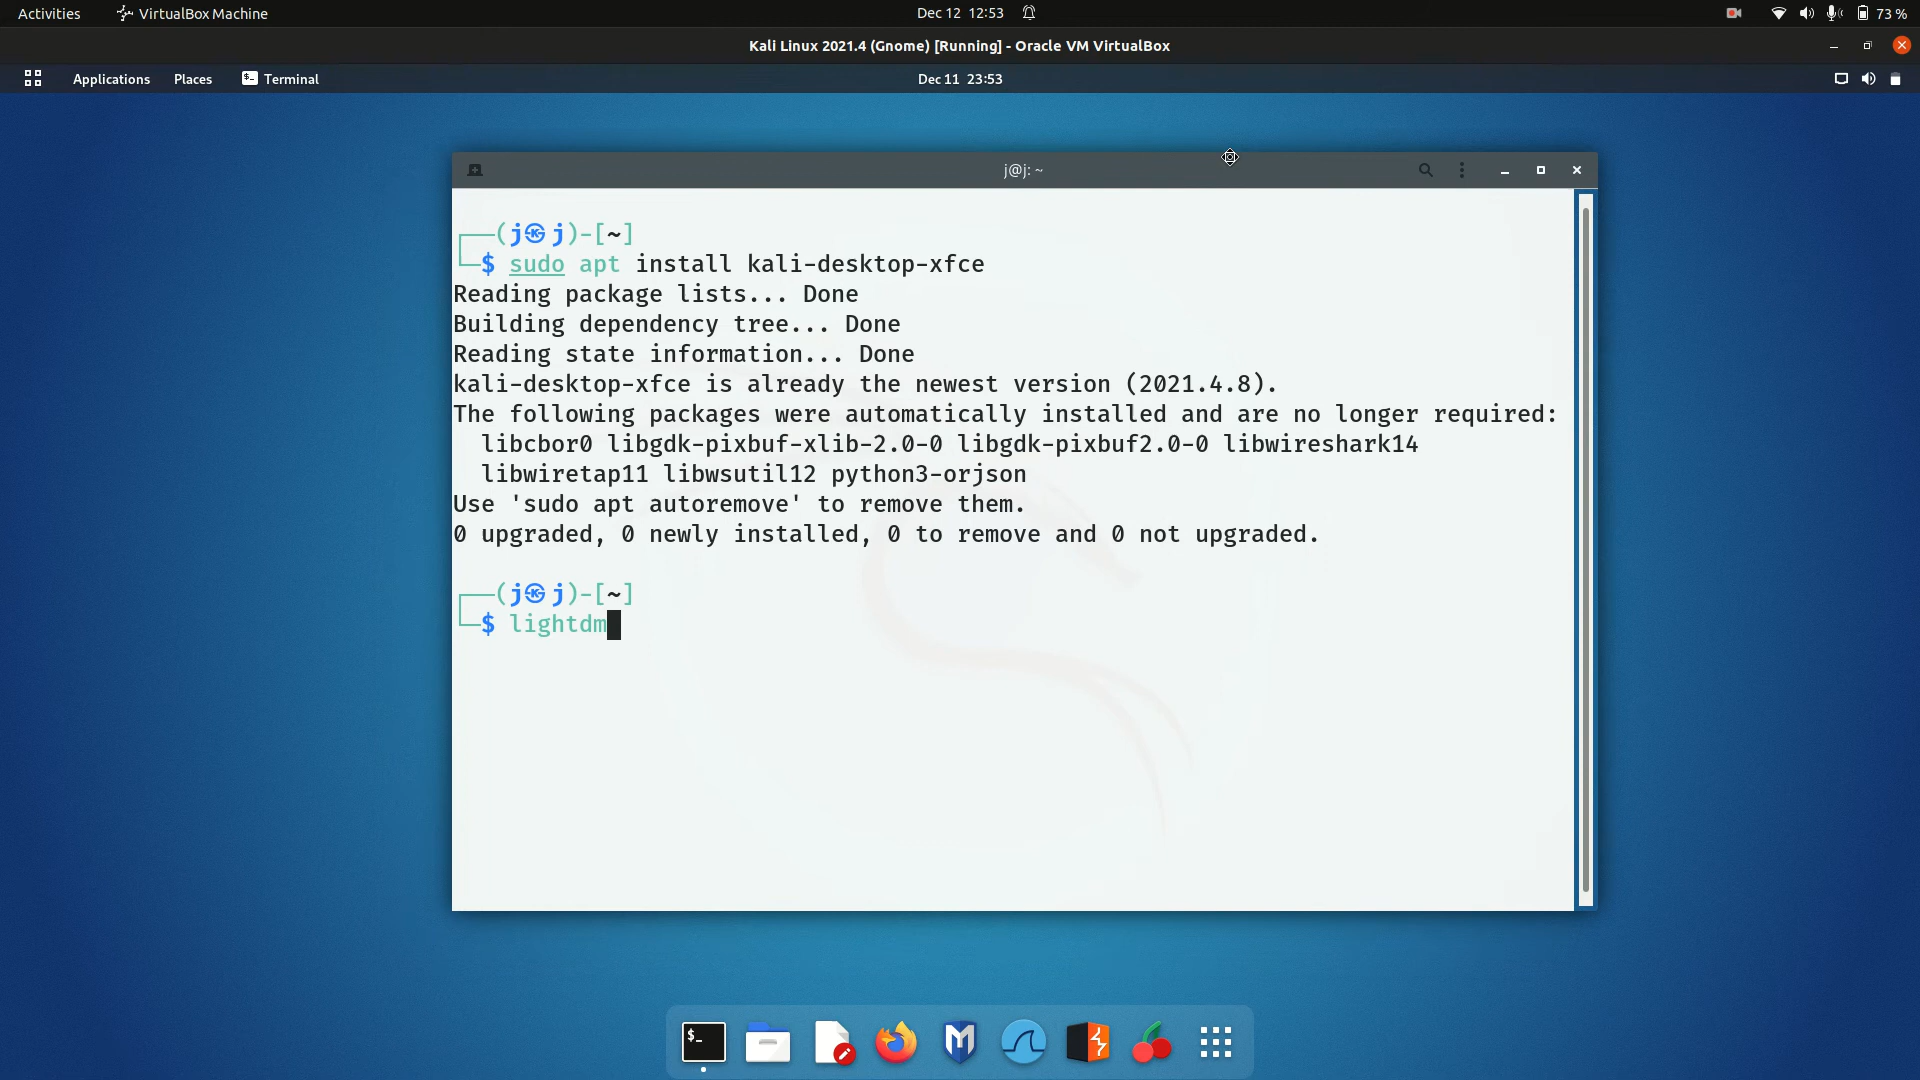 Activities VirtualBox Machine Dec 12 12:53 73 %
Kali Linux 2021.4 (Gnome) [Running] - Oracle VM VirtualBox
Applications Places Terminal Dec 11 23:53
j@j: ~
(j㉿j)-[~]
$ sudo apt install kali-desktop-xfce
Reading package lists... Done
Building dependency tree... Done
Reading state information... Done
kali-desktop-xfce is already the newest version (2021.4.8).
The following packages were automatically installed and are no longer required:
libcbor0 libgdk-pixbuf-xlib-2.0-0 libgdk-pixbuf2.0-0 libwireshark14
libwiretap11 libwsutil12 python3-orjson
Use 'sudo apt autoremove' to remove them.
0 upgraded, 0 newly installed, 0 to remove and 0 not upgraded.
(j㉿j)-[~]
$ lightdm